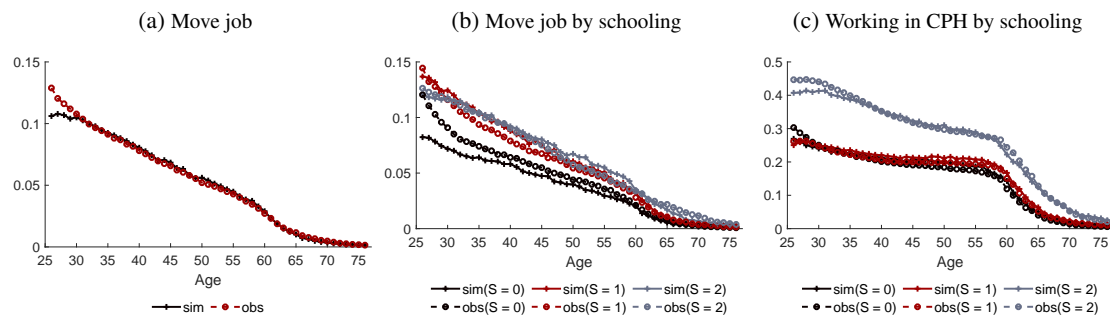 (a) Move job
0.15
0.1
0.05
0
25 30 35 40 45 50 55 60 65 70 75
Age
sim obs
(b) Move job by schooling
0.15
0.1
0.05
0
25 30 35 40 45 50 55 60 65 70 75
Age
sim(S = 0) sim(S = 1) sim(S = 2)
obs(S = 0) obs(S = 1) obs(S = 2)
(c) Working in CPH by schooling
0.5
0.4
0.3
0.2
0.1
0
25 30 35 40 45 50 55 60 65 70 75
Age
sim(S = 0) sim(S = 1) sim(S = 2)
obs(S = 0) obs(S = 1) obs(S = 2)